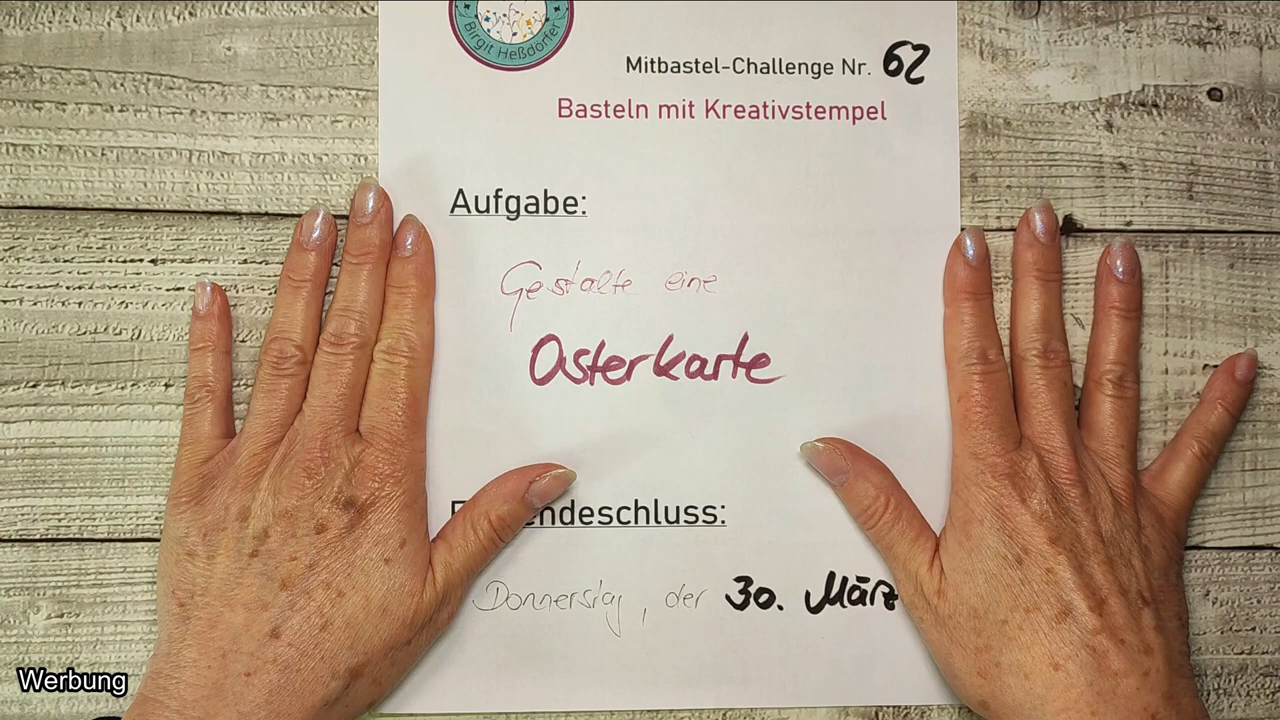 Birgit Heßdörfer
Mitbastel-Challenge Nr. 62
Basteln mit Kreativstempel
Aufgabe:
Gestalte eine
Osterkarte
Donnerstag, der 30. März
Werbung